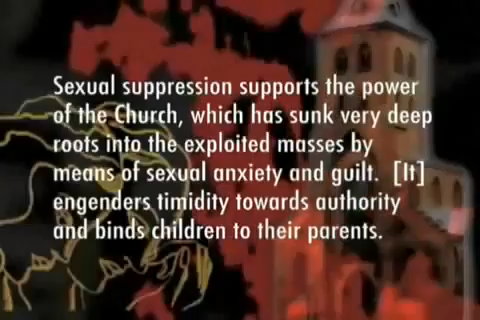 Sexual suppression supports the power
of the Church, which has sunk very deep
roots into the exploited masses by
means of sexual anxiety and guilt.  [It]
engenders timidity towards authority
and binds children to their parents.